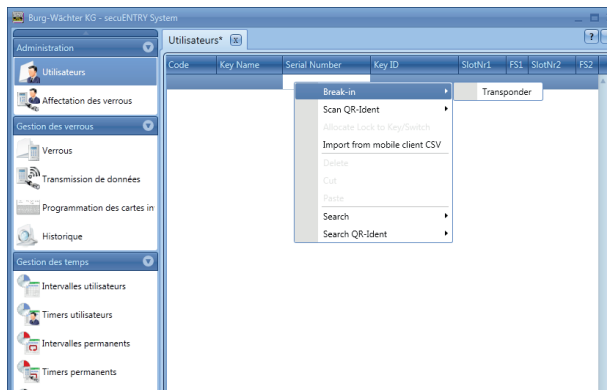 Burg-Wächter KG - secuENTRY System
Administration
Utilisateurs
Affectation des verrous
Gestion des verrous
Verrous
Transmission de données
Programmation des cartes in
Historique
Gestion des temps
Intervalles utilisateurs
Timers utilisateurs
Intervalles permanents
Timers permanents
Utilisateurs*
?
Code Key Name Serial Number Key ID SlotNr1 FS1 SlotNr2 FS2
Break-in
Transponder
Scan QR-Ident
Allocate Lock to Key/Switch
Import from mobile client CSV
Delete
Cut
Paste
Search
Search QR-Ident